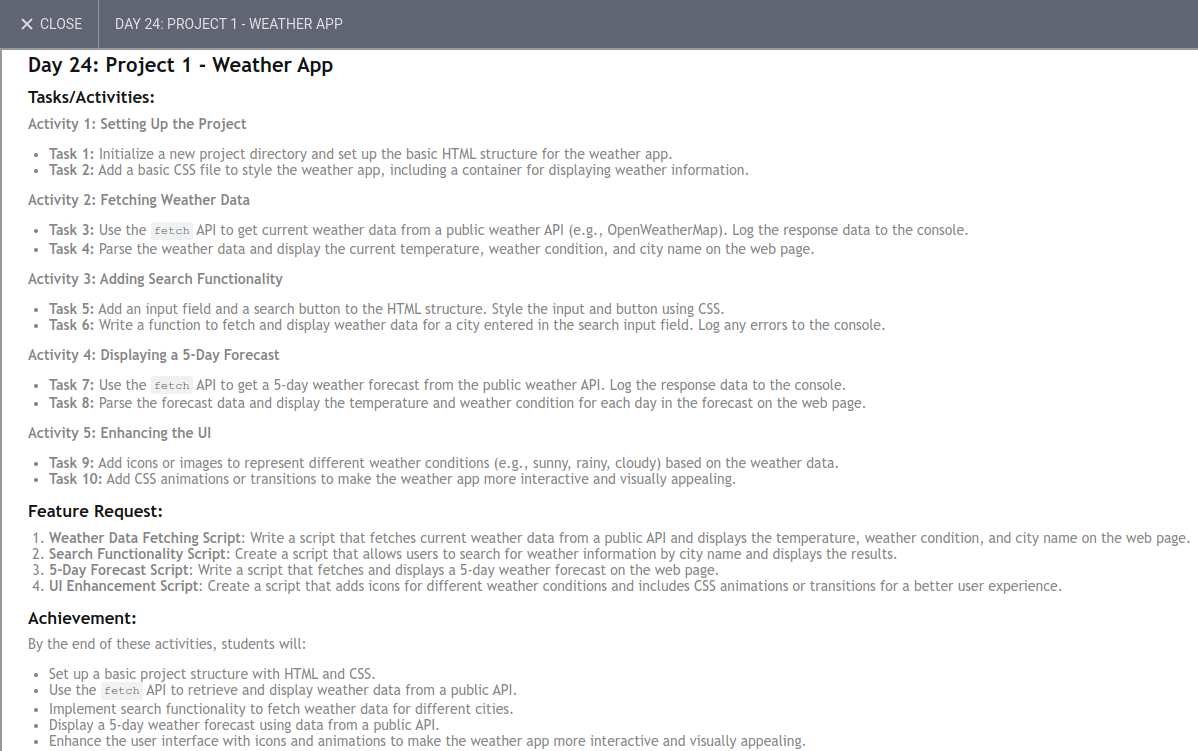 CLOSE
DAY 24: PROJECT 1 - WEATHER APP
Day 24: Project 1 - Weather App
Tasks/Activities:
Activity 1: Setting Up the Project
• Task 1: Initialize a new project directory and set up the basic HTML structure for the weather app.
• Task 2: Add a basic CSS file to style the weather app, including a container for displaying weather information.
Activity 2: Fetching Weather Data
• Task 3: Use the fetch API to get current weather data from a public weather API (e.g., OpenWeatherMap). Log the response data to the console.
• Task 4: Parse the weather data and display the current temperature, weather condition, and city name on the web page.
Activity 3: Adding Search Functionality
• Task 5: Add an input field and a search button to the HTML structure. Style the input and button using CSS.
• Task 6: Write a function to fetch and display weather data for a city entered in the search input field. Log any errors to the console.
Activity 4: Displaying a 5-Day Forecast
• Task 7: Use the fetch API to get a 5-day weather forecast from the public weather API. Log the response data to the console.
• Task 8: Parse the forecast data and display the temperature and weather condition for each day in the forecast on the web page.
Activity 5: Enhancing the UI
• Task 9: Add icons or images to represent different weather conditions (e.g., sunny, rainy, cloudy) based on the weather data.
• Task 10: Add CSS animations or transitions to make the weather app more interactive and visually appealing.
Feature Request:
1. Weather Data Fetching Script: Write a script that fetches current weather data from a public API and displays the temperature, weather condition, and city name on the web page.
2. Search Functionality Script: Create a script that allows users to search for weather information by city name and displays the results.
3. 5-Day Forecast Script: Write a script that fetches and displays a 5-day weather forecast on the web page.
4. UI Enhancement Script: Create a script that adds icons for different weather conditions and includes CSS animations or transitions for a better user experience.
Achievement:
By the end of these activities, students will:
• Set up a basic project structure with HTML and CSS.
• Use the fetch API to retrieve and display weather data from a public API.
• Implement search functionality to fetch weather data for different cities.
• Display a 5-day weather forecast using data from a public API.
• Enhance the user interface with icons and animations to make the weather app more interactive and visually appealing.